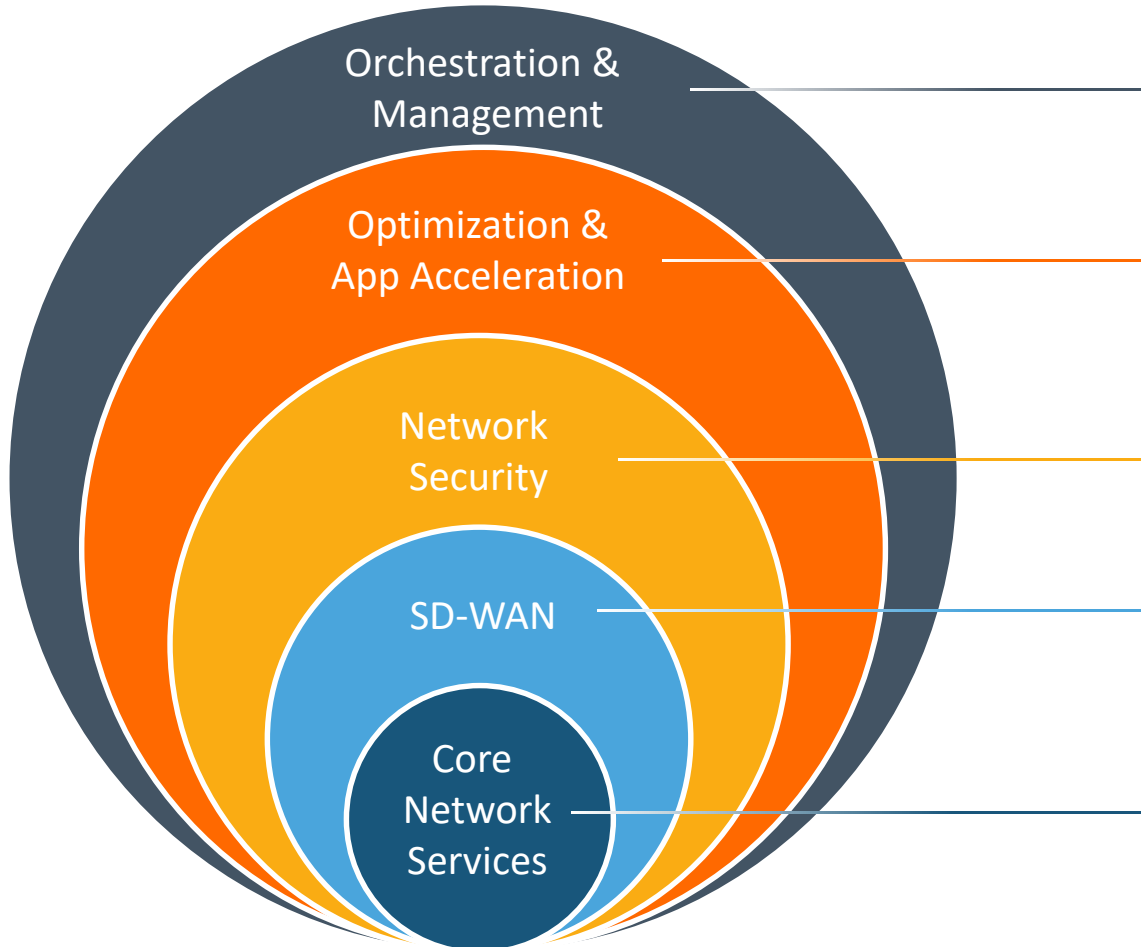 Orchestration &
Management
Optimization &
App Acceleration
Network
Security
SD-WAN
Core
Network
Services